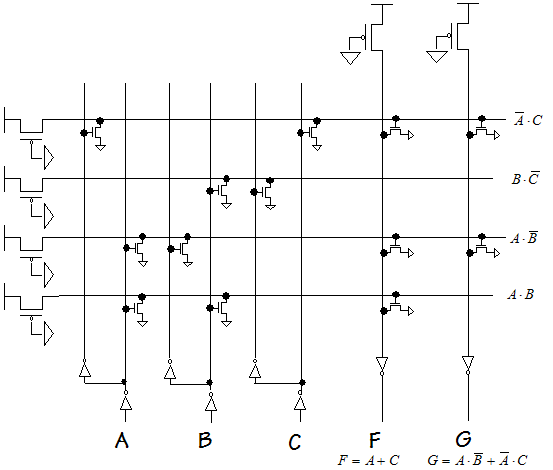 A̅ · C
B · C̅
A · B̅
A · B
A B C F G
F = A + C G = A · B̅ + A̅ · C